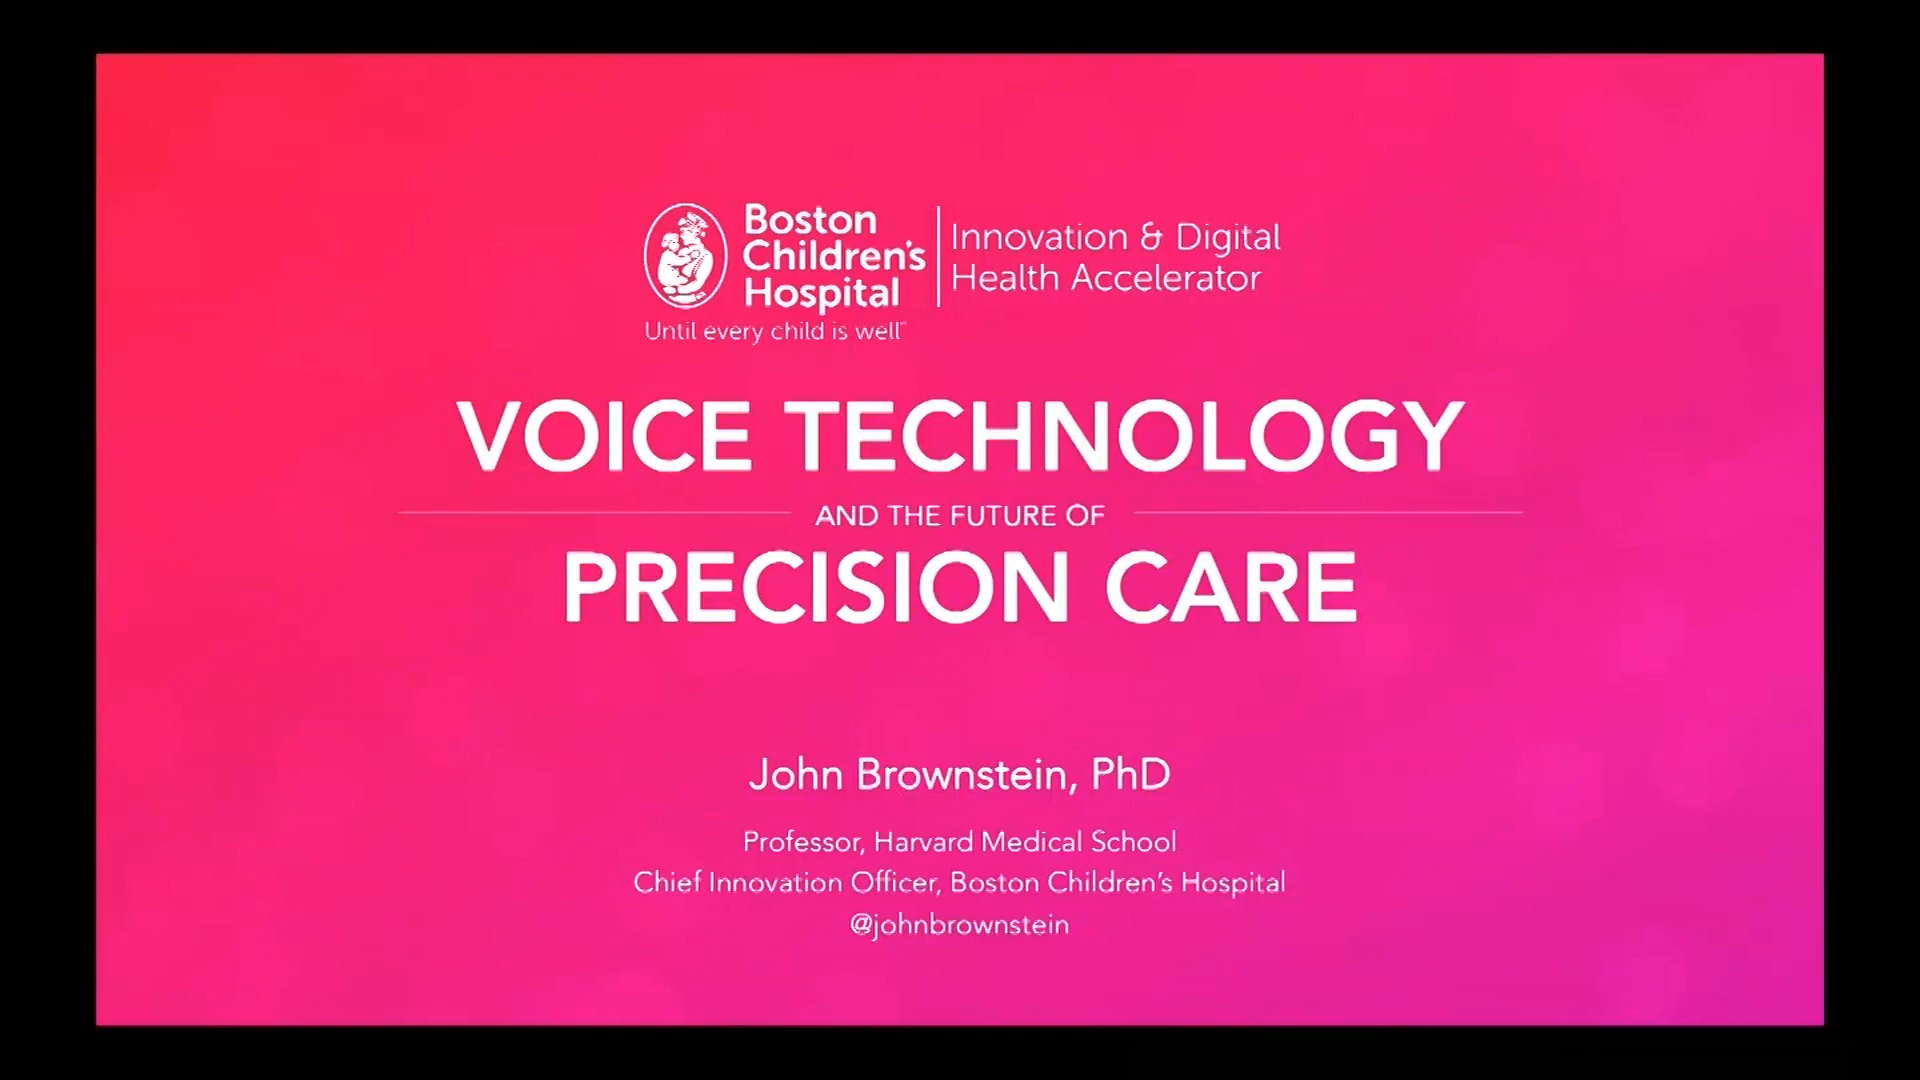 Boston
Children's
Hospital
Innovation & Digital
Health Accelerator
Until every child is well™
VOICE TECHNOLOGY
AND THE FUTURE OF
PRECISION CARE
John Brownstein, PhD
Professor, Harvard Medical School
Chief Innovation Officer, Boston Children's Hospital
@johnbrownstein